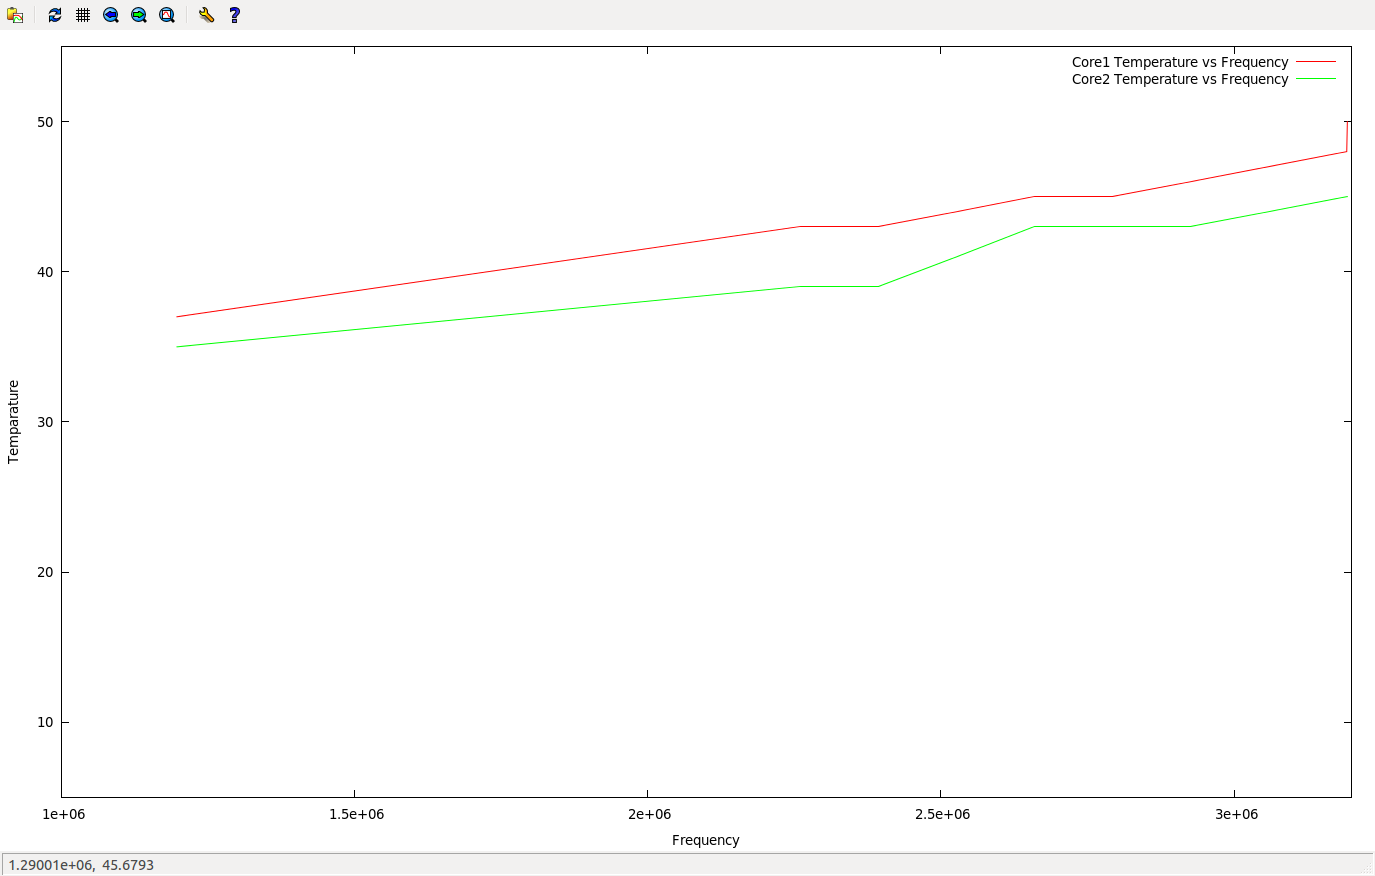 Core1 Temperature vs Frequency
Core2 Temperature vs Frequency
50
40
30
20
10
Temparature
1e+06 1.5e+06 2e+06 2.5e+06 3e+06
Frequency
1.29001e+06, 45.6793